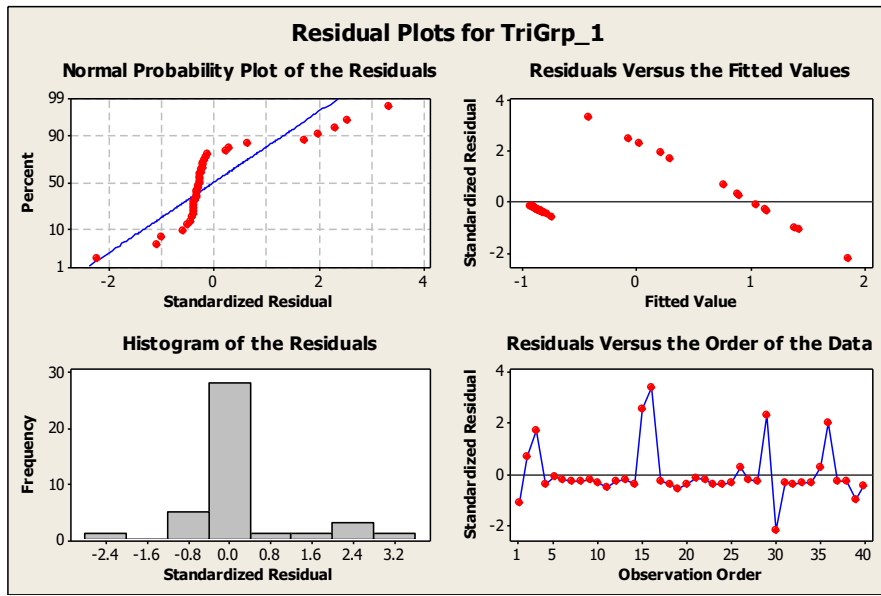 Residual Plots for TriGrp_1
Normal Probability Plot of the Residuals
99
90
50
10
1
Percent
-2 0 2 4
Standardized Residual
Residuals Versus the Fitted Values
4
2
0
-2
Standardized Residual
-1 0 1 2
Fitted Value
Histogram of the Residuals
30
20
10
0
Frequency
-2.4 -1.6 -0.8 0.0 0.8 1.6 2.4 3.2
Standardized Residual
Residuals Versus the Order of the Data
4
2
0
-2
Standardized Residual
1 5 10 15 20 25 30 35 40
Observation Order